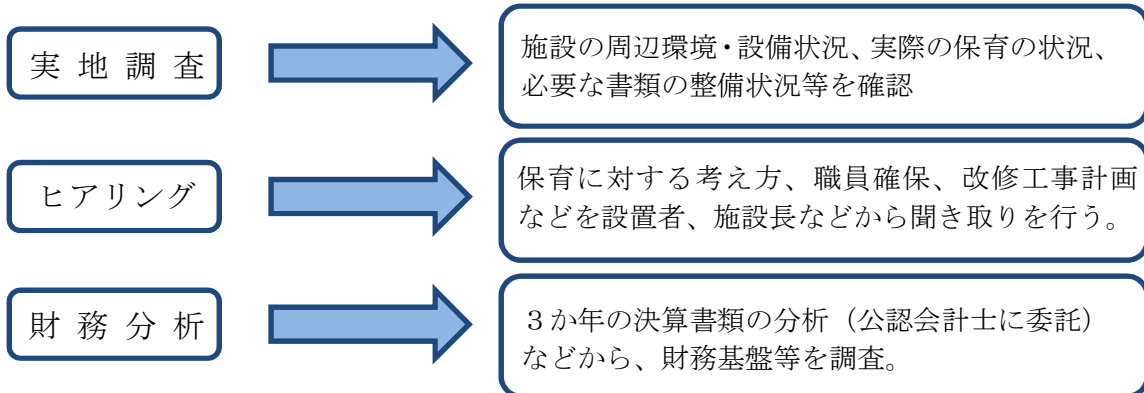 実地調査
施設の周辺環境・設備状況、実際の保育の状況、
必要な書類の整備状況等を確認
ヒアリング
保育に対する考え方、職員確保、改修工事計画
などを設置者、施設長などから聞き取りを行う。
財務分析
３か年の決算書類の分析（公認会計士に委託）
などから、財務基盤等を調査。